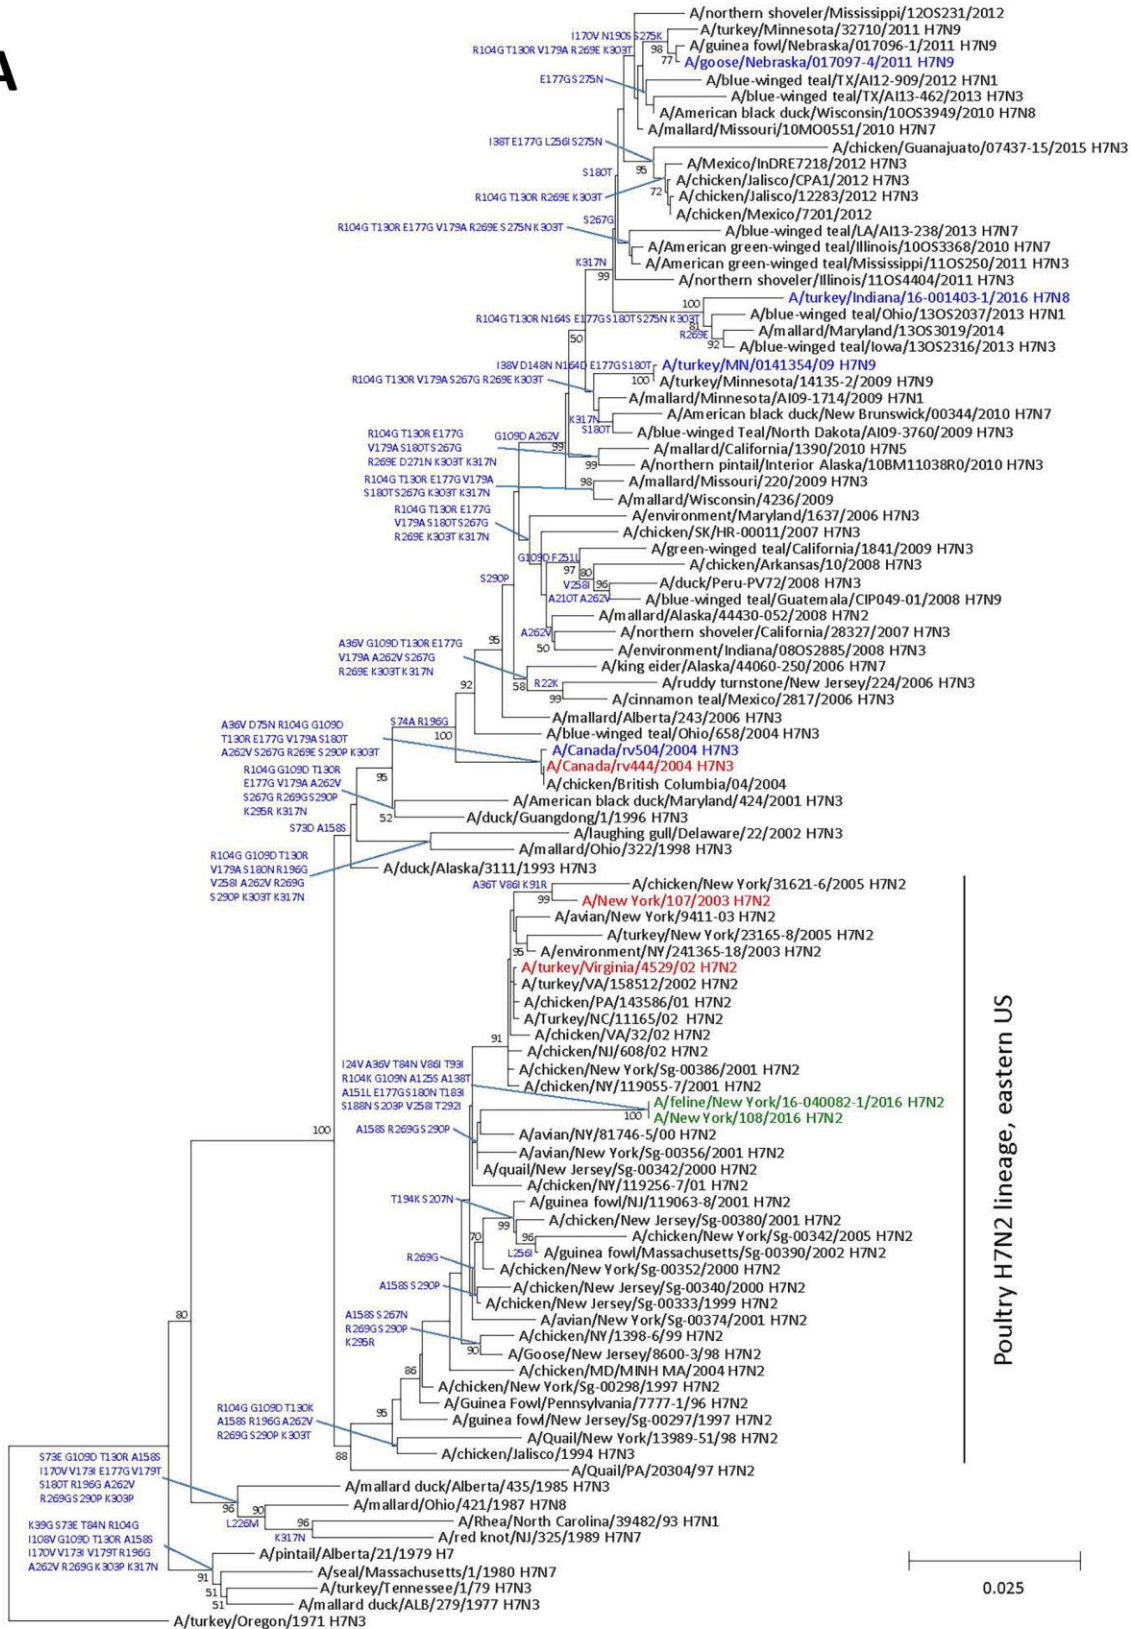 A
A/northern shoveler/Mississippi/12OS231/2012
A/turkey/Minnesota/32710/2011 H7N9
I170V N190S S275K
A/guinea fowl/Nebraska/017096-1/2011 H7N9
R104G T130R V179A R269E K303T
98
77
A/goose/Nebraska/017097-4/2011 H7N9
E177G S275N
A/blue-winged teal/TX/AI12-909/2012 H7N1
A/blue-winged teal/TX/AI13-462/2013 H7N3
A/American black duck/Wisconsin/10OS3949/2010 H7N8
A/mallard/Missouri/10MO0551/2010 H7N7
I38T E177G L256I S275N
A/chicken/Guanajuato/07437-15/2015 H7N3
95
A/Mexico/InDRE7218/2012 H7N3
S180T
A/chicken/Jalisco/CPA1/2012 H7N3
72
R104G T130R R269E K303T
A/chicken/Jalisco/12283/2012 H7N3
A/chicken/Mexico/7201/2012
S267G
R104G T130R E177G V179A R269E S275N K303T
A/blue-winged teal/LA/AI13-238/2013 H7N7
A/American green-winged teal/Illinois/10OS3368/2010 H7N7
K317N
A/American green-winged teal/Mississippi/11OS250/2011 H7N3
99
A/northern shoveler/Illinois/11OS4404/2011 H7N3
100
A/turkey/Indiana/16-001403-1/2016 H7N8
R104G T130R N164S E177G S180T S275N K303T
A/blue-winged teal/Ohio/13OS2037/2013 H7N1
81
R269E
A/mallard/Maryland/13OS3019/2014
92
A/blue-winged teal/Iowa/13OS2316/2013 H7N3
50
I38V D148N N164D E177G S180T
A/turkey/MN/0141354/09 H7N9
R104G T130R V179A S267G R269E K303T
100
A/turkey/Minnesota/14135-2/2009 H7N9
A/mallard/Minnesota/AI09-1714/2009 H7N1
K317N
A/American black duck/New Brunswick/00344/2010 H7N7
S180T
A/blue-winged Teal/North Dakota/AI09-3760/2009 H7N3
R104G T130R E177G
V179A S180T S267G
R269E D271N K303T K317N
G109D A262V
99
A/mallard/California/1390/2010 H7N5
99
A/northern pintail/Interior Alaska/10BM11038R0/2010 H7N3
R104G T130R E177G V179A
S180T S267G K303T K317N
98
A/mallard/Missouri/220/2009 H7N3
A/mallard/Wisconsin/4236/2009
R104G T130R E177G
V179A S180T S267G
R269E K303T K317N
A/environment/Maryland/1637/2006 H7N3
A/chicken/SK/HR-00011/2007 H7N3
G109D F251L
A/green-winged teal/California/1841/2009 H7N3
97
80
A/chicken/Arkansas/10/2008 H7N3
S290P
V258I
96
A/duck/Peru-PV72/2008 H7N3
A210T A262V
A/blue-winged teal/Guatemala/CIP049-01/2008 H7N9
A/mallard/Alaska/44430-052/2008 H7N2
A262V
A/northern shoveler/California/28327/2007 H7N3
50
A/environment/Indiana/08OS2885/2008 H7N3
95
A36V G109D T130R E177G
V179A A262V S267G
R269E K303T K317N
A/king eider/Alaska/44060-250/2006 H7N7
92
58
R22K
A/ruddy turnstone/New Jersey/224/2006 H7N3
99
A/cinnamon teal/Mexico/2817/2006 H7N3
S74A R196G
A/mallard/Alberta/243/2006 H7N3
100
A/blue-winged teal/Ohio/658/2004 H7N3
A36V D75N R104G G109D
T130R E177G V179A S180T
A262V S267G R269E S290P K303T
A/Canada/rv504/2004 H7N3
A/Canada/rv444/2004 H7N3
A/chicken/British Columbia/04/2004
R104G G109D T130R
E177G V179A A262V
S267G R269G S290P
K295R K317N
95
A/American black duck/Maryland/424/2001 H7N3
52
A/duck/Guangdong/1/1996 H7N3
S73D A158S
A/laughing gull/Delaware/22/2002 H7N3
A/mallard/Ohio/322/1998 H7N3
R104G G109D T130R
V179A S180N R196G
V258I A262V R269G
S290P K303T K317N
A/duck/Alaska/3111/1993 H7N3
A36T V86I K91R
A/chicken/New York/31621-6/2005 H7N2
99
A/New York/107/2003 H7N2
A/avian/New York/9411-03 H7N2
A/turkey/New York/23165-8/2005 H7N2
95
A/environment/NY/241365-18/2003 H7N2
A/turkey/Virginia/4529/02 H7N2
A/turkey/VA/158512/2002 H7N2
A/chicken/PA/143586/01 H7N2
A/Turkey/NC/11165/02 H7N2
A/chicken/VA/32/02 H7N2
91
A/chicken/NJ/608/02 H7N2
A/chicken/New York/Sg-00386/2001 H7N2
A/chicken/NY/119055-7/2001 H7N2
I24V A36V T84N V86I T93I
R104K G109N A125S A138T
A151L E177G S180N T183I
S188N S203P V258I T292I
A/feline/New York/16-040082-1/2016 H7N2
100
A/New York/108/2016 H7N2
100
A158S R269G S290P
A/avian/NY/81746-5/00 H7N2
A/avian/New York/Sg-00356/2001 H7N2
A/quail/New Jersey/Sg-00342/2000 H7N2
A/chicken/NY/119256-7/01 H7N2
T194K S207N
A/guinea fowl/NJ/119063-8/2001 H7N2
99
A/chicken/New Jersey/Sg-00380/2001 H7N2
70
96
A/chicken/New York/Sg-00342/2005 H7N2
L256I
A/guinea fowl/Massachusetts/Sg-00390/2002 H7N2
R269G
A/chicken/New York/Sg-00352/2000 H7N2
A158S S290P
A/chicken/New Jersey/Sg-00340/2000 H7N2
A/chicken/New Jersey/Sg-00333/1999 H7N2
80
A/avian/New York/Sg-00374/2001 H7N2
A158S S267N
R269G S290P
K295R
A/chicken/NY/1398-6/99 H7N2
90
A/Goose/New Jersey/8600-3/98 H7N2
86
A/chicken/MD/MINH MA/2004 H7N2
A/chicken/New York/Sg-00298/1997 H7N2
A/Guinea Fowl/Pennsylvania/7777-1/96 H7N2
95
A/guinea fowl/New Jersey/Sg-00297/1997 H7N2
R104G G109D T130K
A158S R196G A262V
R269G S290P K303T
A/Quail/New York/13989-51/98 H7N2
A/chicken/Jalisco/1994 H7N3
88
A/Quail/PA/20304/97 H7N2
Poultry H7N2 lineage, eastern US
S73E G109D T130R A158S
I170V V173I E177G V179T
S180T R196G A262V
R269G S290P K303P
A/mallard duck/Alberta/435/1985 H7N3
96
90
A/mallard/Ohio/421/1987 H7N8
L226M
96
A/Rhea/North Carolina/39482/93 H7N1
K317N
A/red knot/NJ/325/1989 H7N7
K39G S73E T84N R104G
I108V G109D T130R A158S
I170V V173I V179T R196G
A262V R269G K303P K317N
A/pintail/Alberta/21/1979 H7
91
A/seal/Massachusetts/1/1980 H7N7
51
A/turkey/Tennessee/1/79 H7N3
51
A/mallard duck/ALB/279/1977 H7N3
A/turkey/Oregon/1971 H7N3
0.025